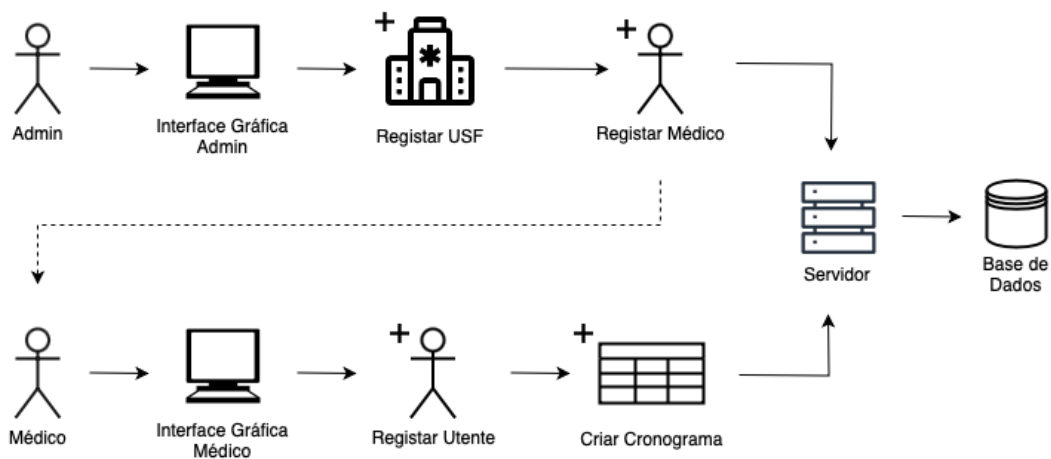 Admin
Interface Gráfica
Admin
Registar USF
Registar Médico
Servidor
Base de
Dados
Médico
Interface Gráfica
Médico
Registar Utente
Criar Cronograma